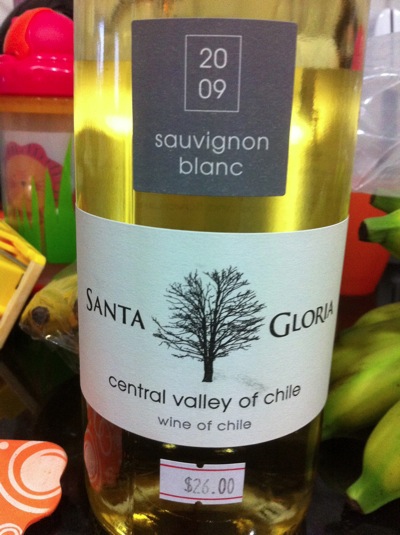 20
09
sauvignon
blanc
SANTA GLORIA
central valley of chile
wine of chile
$26.00